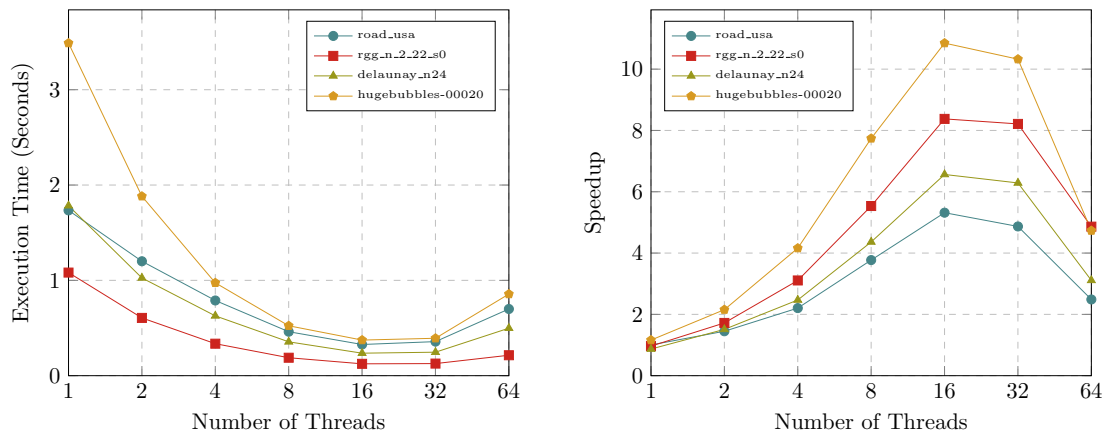 road_usa
rgg_n_2_22_s0
delaunay_n24
hugebubbles-00020
3
2
1
0
Execution Time (Seconds)
1 2 4 8 16 32 64
Number of Threads
road_usa
rgg_n_2_22_s0
delaunay_n24
hugebubbles-00020
10
8
6
4
2
0
Speedup
1 2 4 8 16 32 64
Number of Threads